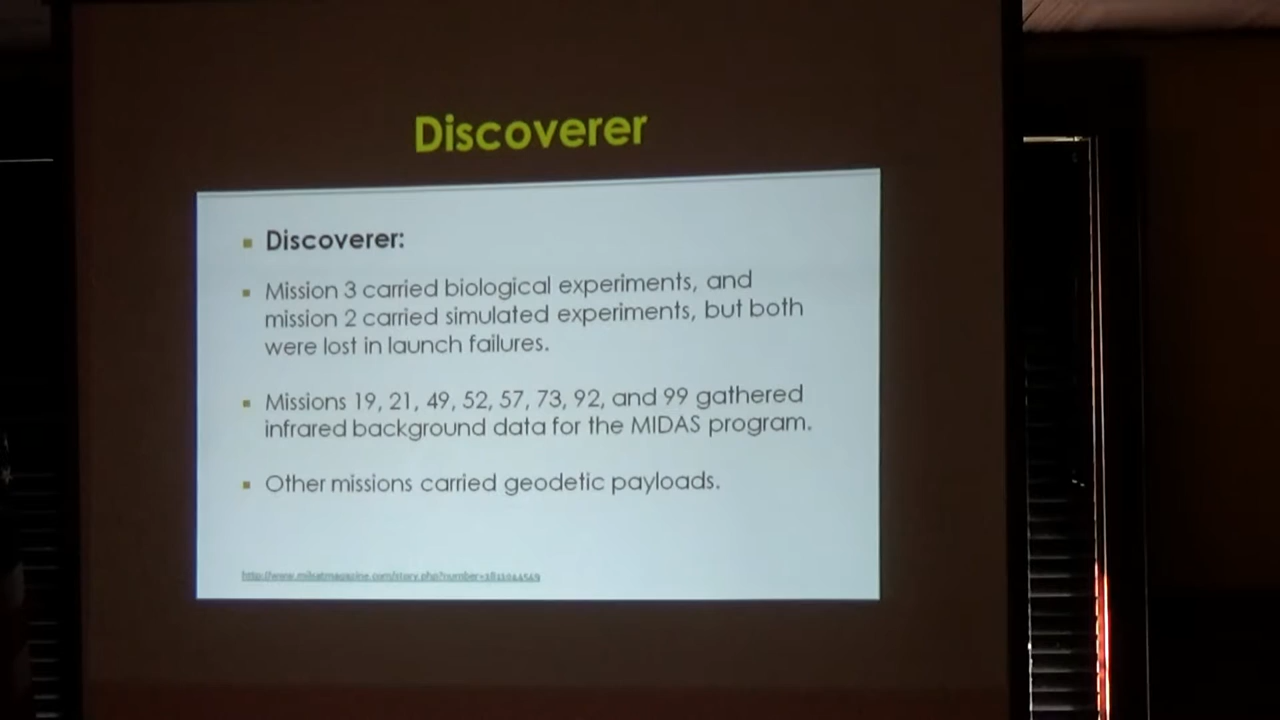 Discoverer
Discoverer:
Mission 3 carried biological experiments, and
mission 2 carried simulated experiments, but both
were lost in launch failures.
Missions 19, 21, 49, 52, 57, 73, 92, and 99 gathered
infrared background data for the MIDAS program.
Other missions carried geodetic payloads.